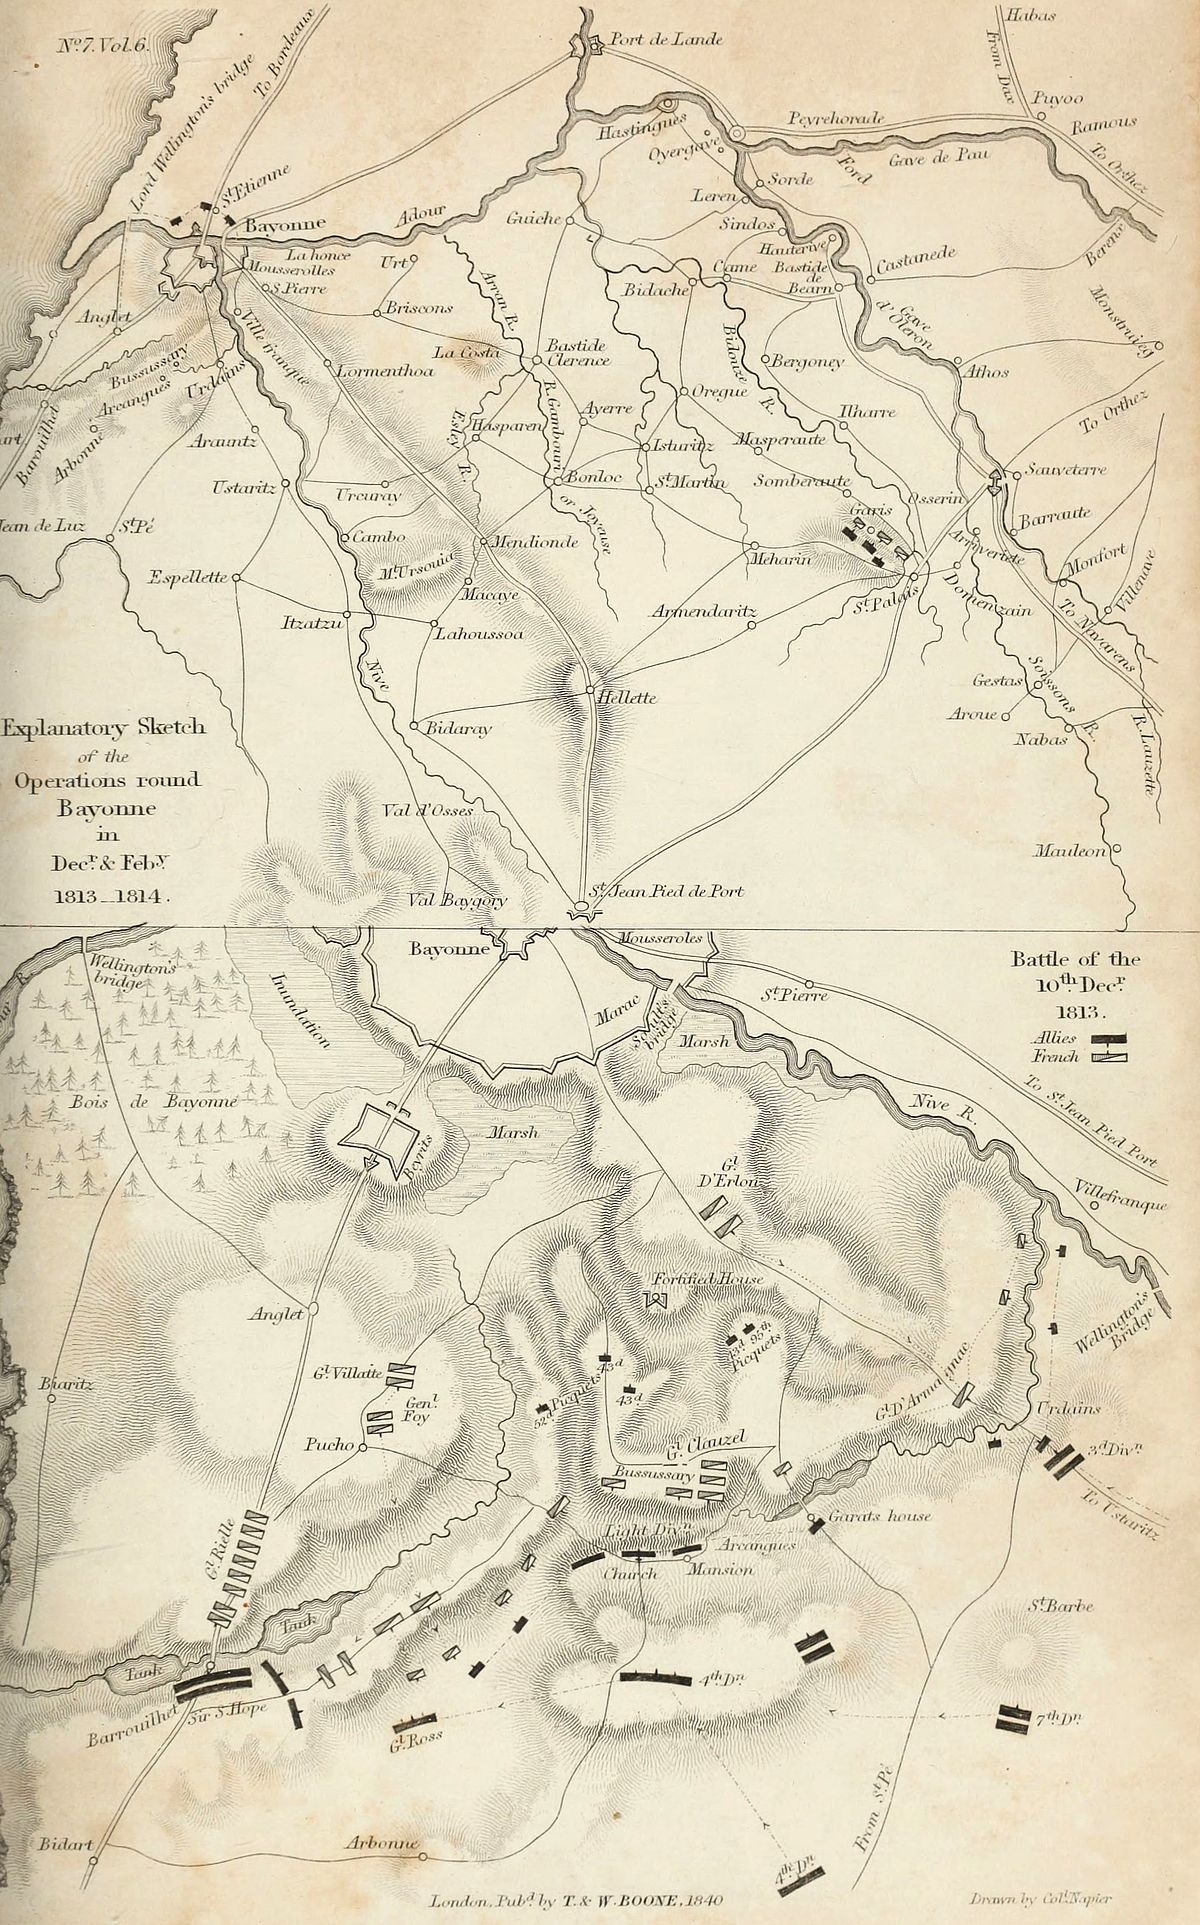 No. 7. Vol. 6.
Lord Wellington's bridge
To Bordeaux
Port de Lande
Habas
From Dax
Puyoo
Ramous
To Orthez
Hastingues
Peyrehorade
Oyergave
Ford
Gave de Pau
Sorde
Leren
St. Etienne
Bayonne
Adour
Guiche
Sindos
Hauterive
Berens
La honce
Urt
Mousserolles
S. Pierre
Came
Bastide
de
Bearn
Castanede
Bidache
Arran R.
Briscons
Anglet
Ville franque
Gave
d'Oleron
Monstruieg
La Costa
Bastide
Clerence
Bidouze R.
Bergoney
Bussussary
Arcangues
Urdains
Lormenthoa
Athos
Oregue
To Orthez
Barouilhet
Arbonne
Ayerre
Ilharre
R. Gambouri
Hasparen
Esley R.
Arauntz
Isturitz
Masperaute
Sauveterre
Ustaritz
Urcuray
Bonloc
St. Martin
Somberaute
Osserin
or Joyeuse
Garis
Jean de Luz
St. Pé
Cambo
Mendionde
Meharin
Barraute
Arriverete
Espellette
Mt. Ursouia
Macaye
Monfort
Domenzain
St. Palais
Villenave
Itzatzu
Lahoussoa
Armendaritz
To Navarens
Nive
Hellette
Gestas
Soissons R.
Aroue
Nabas
R. Lauzette
Bidaray
Explanatory Sketch
of the
Operations round
Bayonne
in
Decr. & Feby.
1813_1814.
Val d'Osses
Mauleon
Val Baygory
St. Jean Pied de Port
Wellington's
bridge
Bayonne
Mousseroles
Battle of the
10th. Decr.
1813.
Allies
French
Inundation
St. Pierre
Marac
Soult's
bridge
Marsh
Bois de Bayonne
Nive R.
To St. Jean Pied Port
Marsh
Beyrits
Gl.
D'Erlon
Villefranque
Fortified House
Anglet
Wellington's
Bridge
43d 95th
Picquets
Gl. Villatte
43d
52d Picquets
43d
Biaritz
Genl.
Foy
Gl. D'Armagnac
Urdains
Pucho
Gl. Clauzel
3d. Divn.
Bussussary
To Ustaritz
Gl. Rielle
Garats house
Light Divn.
Arcangues
Church
Mansion
St. Barbe
Tank
Tank
4th. Dn.
Barrouilhet
Sir S. Hope
Gl. Ross
7th. Dn.
From St. Pé
Bidart
Arbonne
4th. Dn.
London, Pubd. by T. & W. BOONE, 1840
Drawn by Coll. Napier